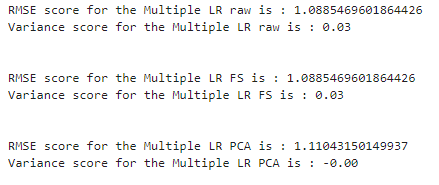 RMSE score for the Multiple LR raw is : 1.0885469601864426
Variance score for the Multiple LR raw is : 0.03
RMSE score for the Multiple LR FS is : 1.0885469601864426
Variance score for the Multiple LR FS is : 0.03
RMSE score for the Multiple LR PCA is : 1.11043150149937
Variance score for the Multiple LR PCA is : -0.00